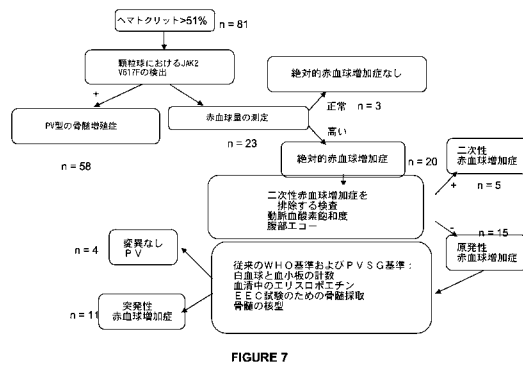 ヘマトクリット>51%
n = 81
顆粒球におけるJAK2
V617Fの検出
絶対的赤血球増加症なし
+
正常 n = 3
PV型の骨髄増殖症
赤血球量の測定
高い
n = 23
n = 58
絶対的赤血球増加症
n = 20
二次性
赤血球増加症
二次性赤血球増加症を
排除する検査
動脈血酸素飽和度
腹部エコー
+
n = 5
-
n = 15
原発性
赤血球増加症
n = 4
変異なし
PV
従来のWHO基準およびPVSG基準:
白血球と血小板の計数
血清中のエリスロポエチン
EEC試験のための骨髄採取
骨髄の核型
n = 11
突発性
赤血球増加症
FIGURE 7